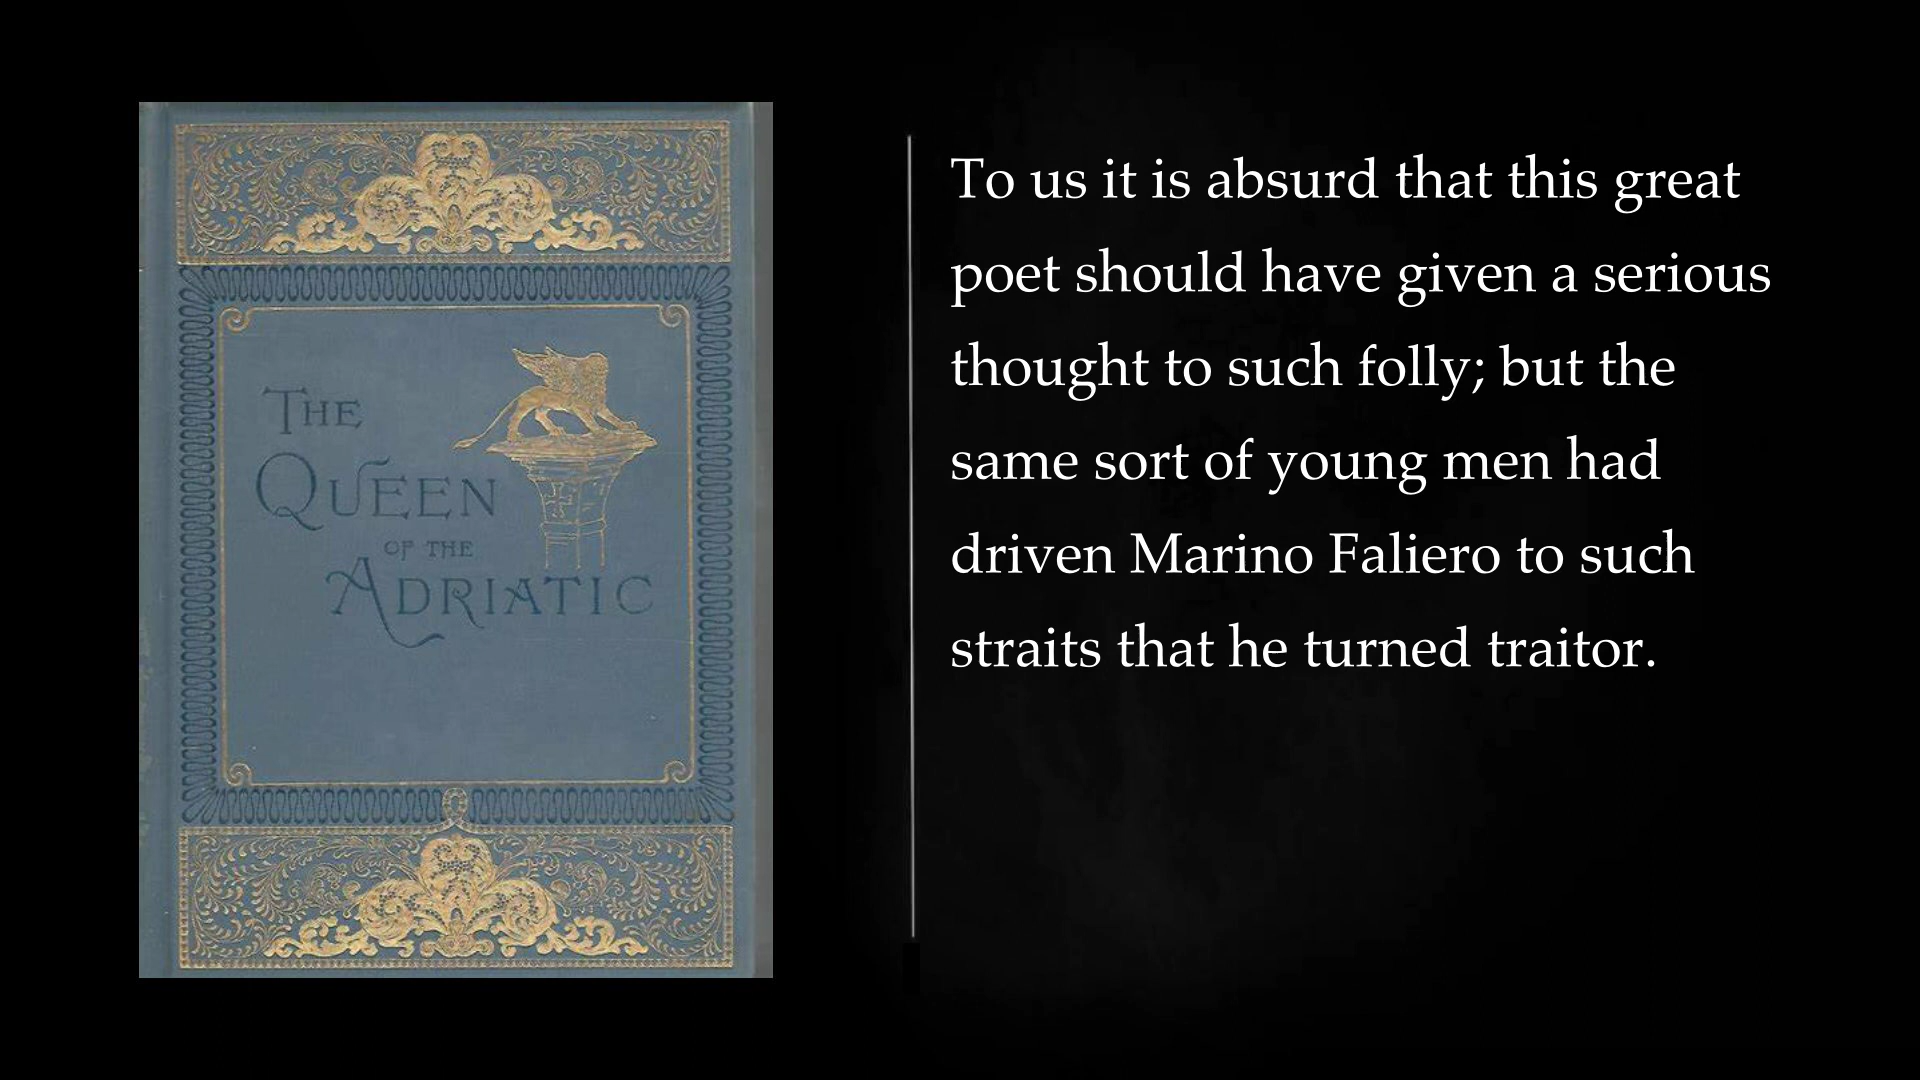 THE
QUEEN
OF THE
ADRIATIC
To us it is absurd that this great
poet should have given a serious
thought to such folly; but the
same sort of young men had
driven Marino Faliero to such
straits that he turned traitor.